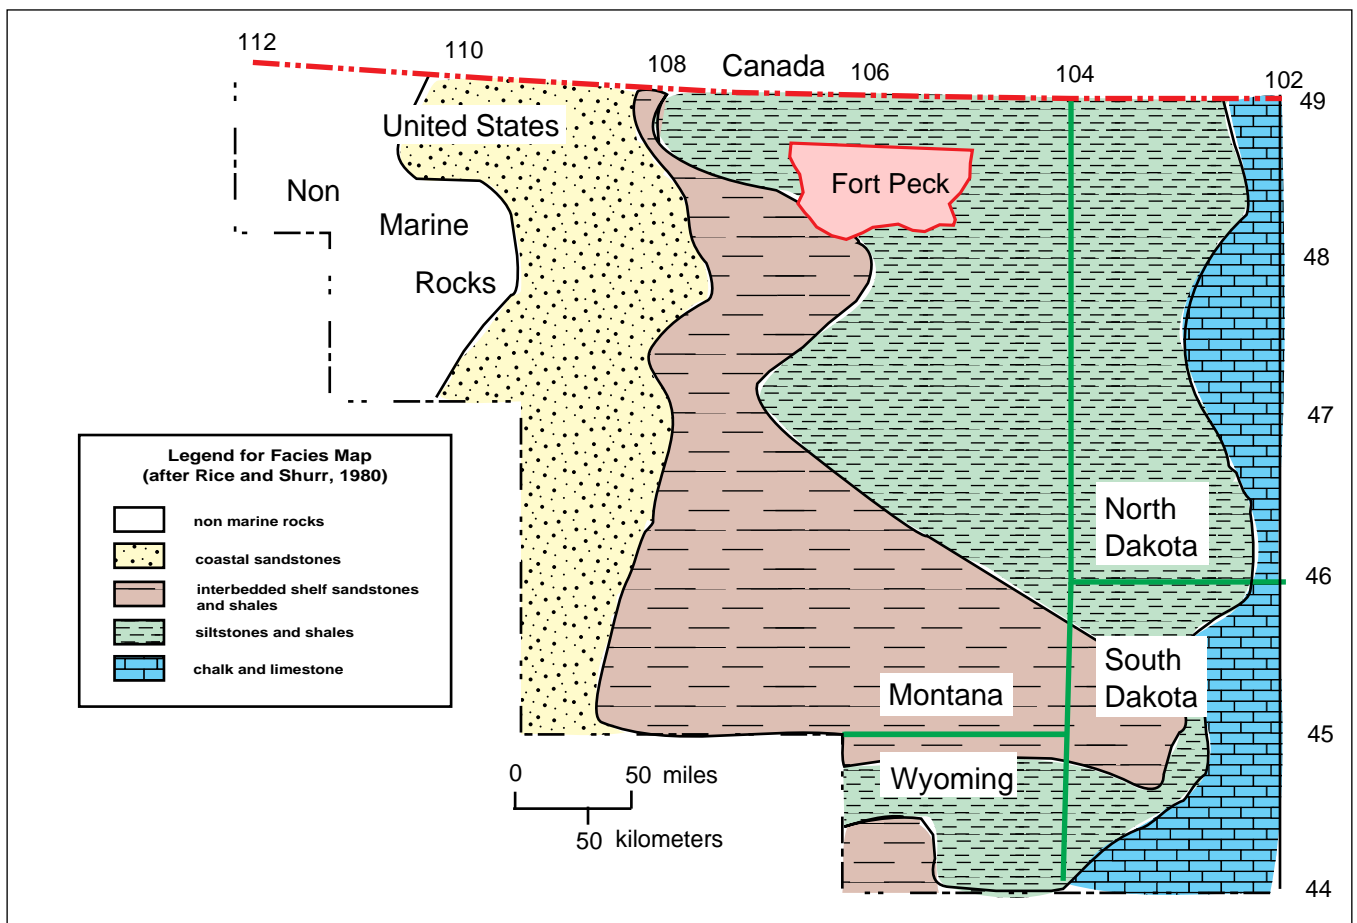 112
110
108
Canada
106
104
102
49
United States
Non
Fort Peck
Marine
48
Rocks
47
Legend for Facies Map
(after Rice and Shurr, 1980)
non marine rocks
coastal sandstones
interbedded shelf sandstones
and shales
siltstones and shales
chalk and limestone
North
Dakota
46
South
Dakota
Montana
45
Wyoming
0
50 miles
50 kilometers
44